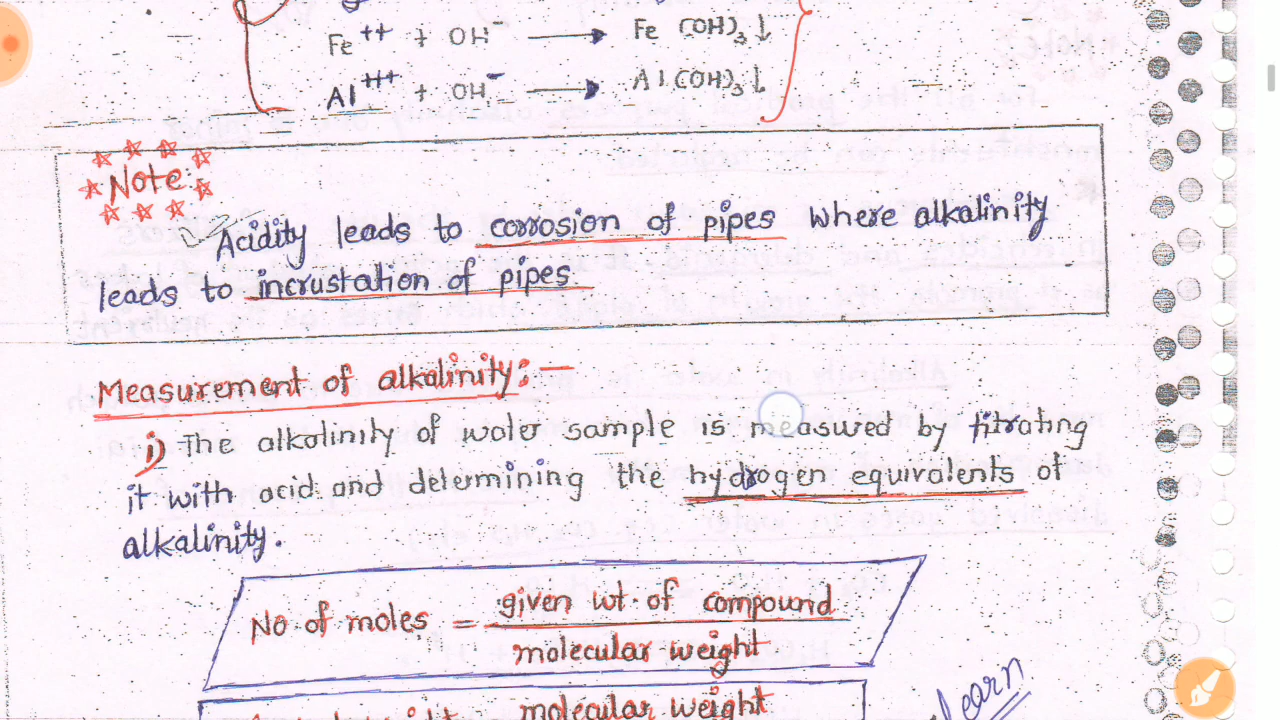 Fe⁺⁺ + OH⁻ → Fe (OH)₃↓
Al⁺⁺⁺ + OH⁻ → Al(OH)₃↓
Note:
Acidity leads to corrosion of pipes where alkalinity
leads to incrustation of pipes.
Measurement of alkalinity:—
i) The alkalinity of water sample is measured by titrating
it with acid and determining the hydrogen equivalents of
alkalinity.
No of moles = given wt. of compound
molecular weight
molecular weight
Learn